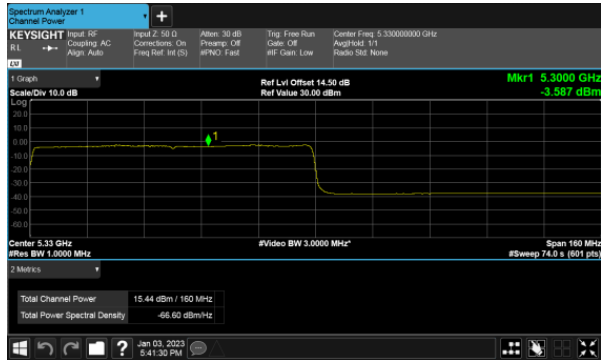 Spectrum Analyzer 1
Channel Power
KEYSIGHT Input: RF Input Z: 50 Ω Atten: 30 dB Trig: Free Run Center Freq: 5.330000000 GHz
RL Coupling: AC Corrections: On Preamp: Off Gate: Off Avg|Hold: 1/1
Align: Auto Freq Ref: Int (S) #PNO: Fast #IF Gain: Low Radio Std: None
LXI
1 Graph
Ref Lvl Offset 14.50 dB
Mkr1 5.3000 GHz
Scale/Div 10.0 dB
Ref Value 30.00 dBm
-3.587 dBm
Log
20.0
10.0
0.00
1
-10.0
-20.0
-30.0
-40.0
-50.0
-60.0
Center 5.33 GHz #Video BW 3.0000 MHz* Span 160 MHz
#Res BW 1.0000 MHz #Sweep 74.0 s (601 pts)
2 Metrics
Total Channel Power 15.44 dBm / 160 MHz
Total Power Spectral Density -66.60 dBm/Hz
? Jan 03, 2023
5:41:30 PM